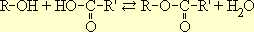 R-OH + HO-C-R' ⇄ R-O-C-R' + H₂O
O O